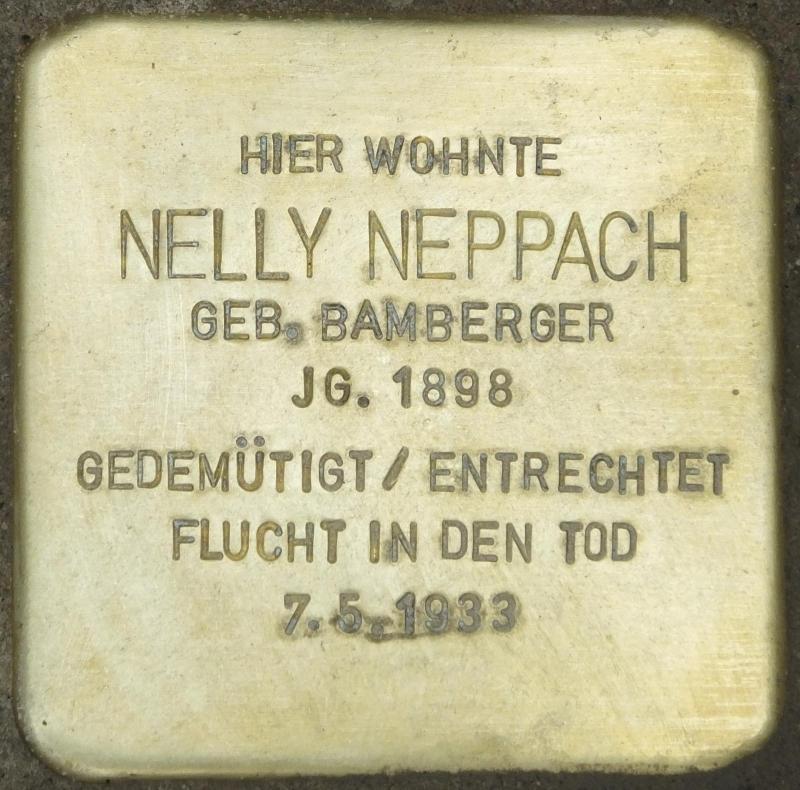 HIER WOHNTE
NELLY NEPPACH
GEB. BAMBERGER
JG. 1898
GEDEMÜTIGT / ENTRECHTET
FLUCHT IN DEN TOD
7. 5. 1933